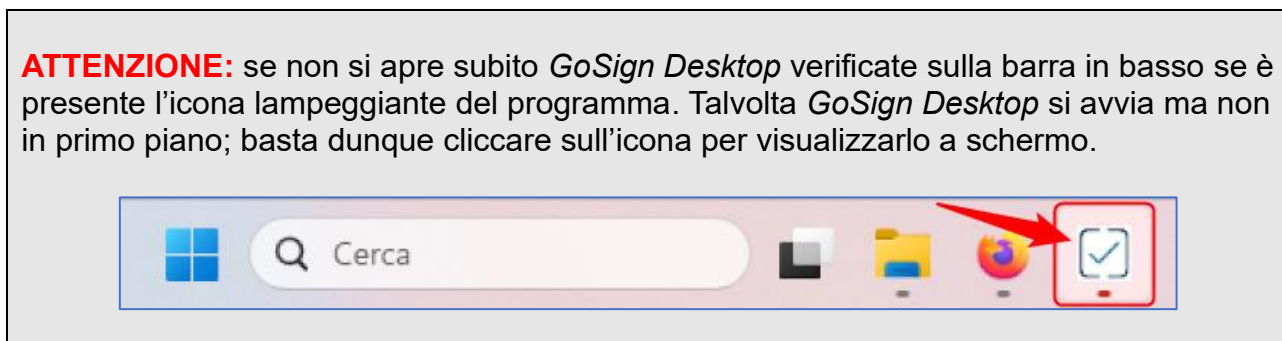 ATTENZIONE: se non si apre subito GoSign Desktop verificate sulla barra in basso se è
presente l’icona lampeggiante del programma. Talvolta GoSign Desktop si avvia ma non
in primo piano; basta dunque cliccare sull’icona per visualizzarlo a schermo.
Cerca